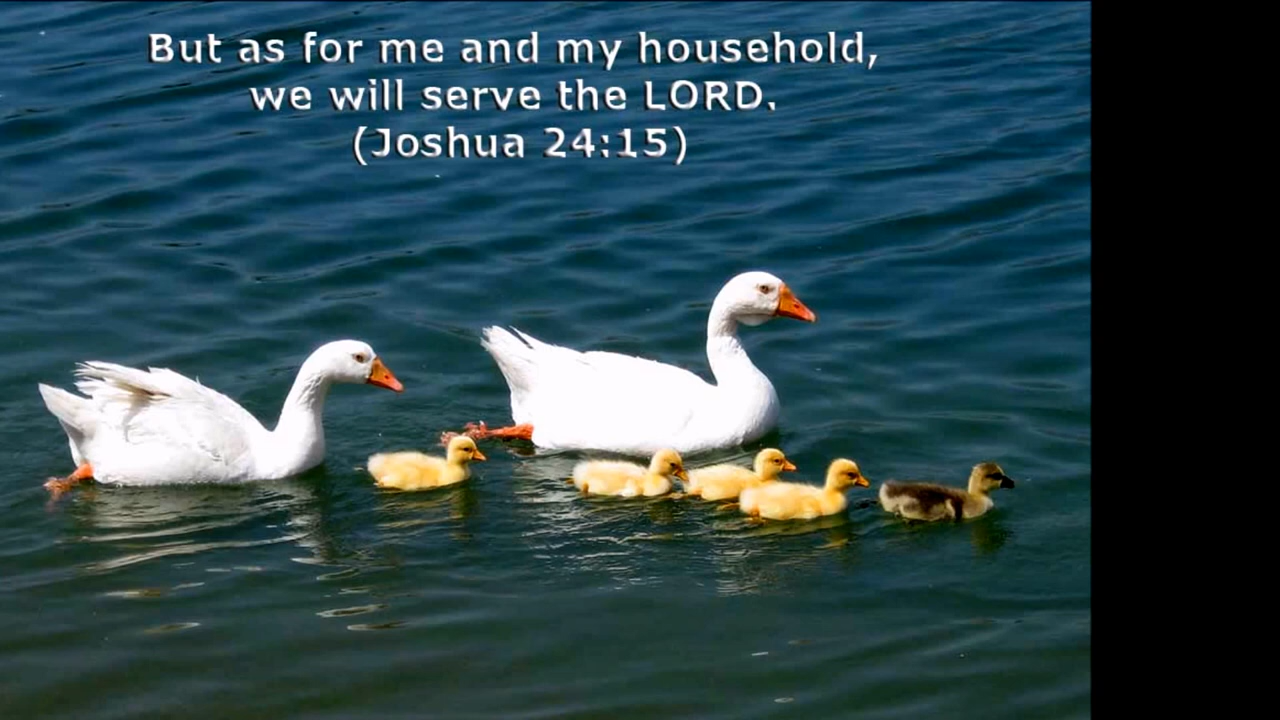 But as for me and my household,
we will serve the LORD.
(Joshua 24:15)